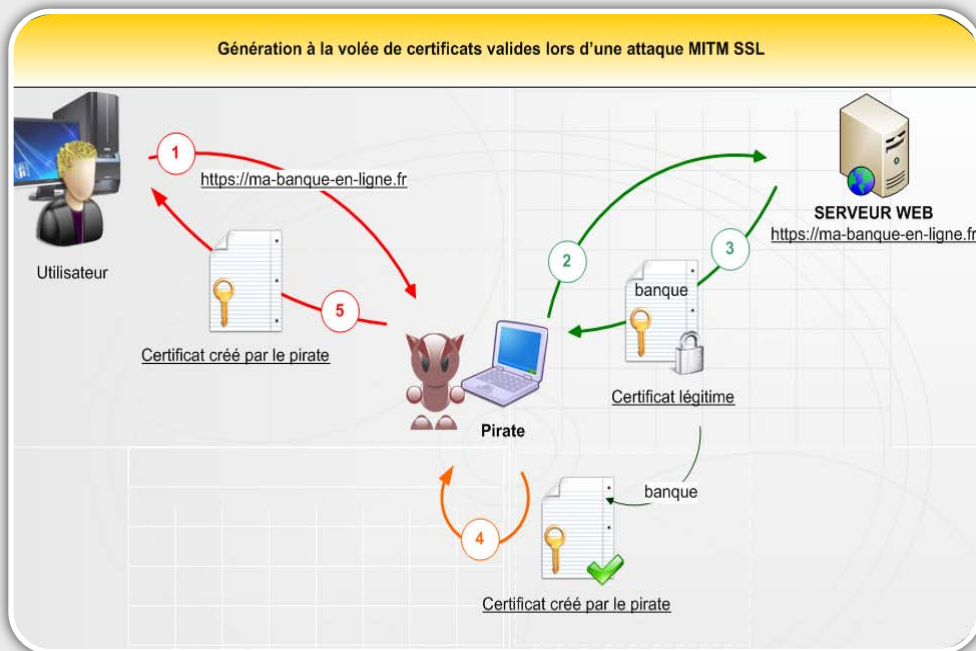 Génération à la volée de certificats valides lors d'une attaque MITM SSL
1
https://ma-banque-en-ligne.fr
Utilisateur
5
Certificat créé par le pirate
2
SERVEUR WEB
https://ma-banque-en-ligne.fr
3
banque
Certificat légitime
Pirate
banque
4
Certificat créé par le pirate